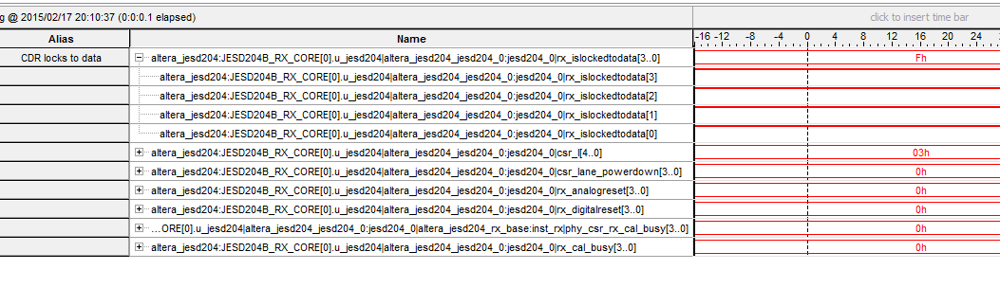 g @ 2015/02/17 20:10:37 (0:0:0.1 elapsed) click to insert time bar
Alias Name -16 -12 -8 -4 0 4 8 12 16 20 24 28
CDR locks to data altera_jesd204:JESD204B_RX_CORE[0].u_jesd204|altera_jesd204_jesd204_0:jesd204_0|rx_islockedtodata[3..0] Fh
altera_jesd204:JESD204B_RX_CORE[0].u_jesd204|altera_jesd204_jesd204_0:jesd204_0|rx_islockedtodata[3]
altera_jesd204:JESD204B_RX_CORE[0].u_jesd204|altera_jesd204_jesd204_0:jesd204_0|rx_islockedtodata[2]
altera_jesd204:JESD204B_RX_CORE[0].u_jesd204|altera_jesd204_jesd204_0:jesd204_0|rx_islockedtodata[1]
altera_jesd204:JESD204B_RX_CORE[0].u_jesd204|altera_jesd204_jesd204_0:jesd204_0|rx_islockedtodata[0]
altera_jesd204:JESD204B_RX_CORE[0].u_jesd204|altera_jesd204_jesd204_0:jesd204_0|csr_l[4..0] 03h
altera_jesd204:JESD204B_RX_CORE[0].u_jesd204|altera_jesd204_jesd204_0:jesd204_0|csr_lane_powerdown[3..0] 0h
altera_jesd204:JESD204B_RX_CORE[0].u_jesd204|altera_jesd204_jesd204_0:jesd204_0|rx_analogreset[3..0] 0h
altera_jesd204:JESD204B_RX_CORE[0].u_jesd204|altera_jesd204_jesd204_0:jesd204_0|rx_digitalreset[3..0] 0h
...ORE[0].u_jesd204|altera_jesd204_jesd204_0:jesd204_0|altera_jesd204_rx_base:inst_rx|phy_csr_rx_cal_busy[3..0] 0h
altera_jesd204:JESD204B_RX_CORE[0].u_jesd204|altera_jesd204_jesd204_0:jesd204_0|rx_cal_busy[3..0] 0h